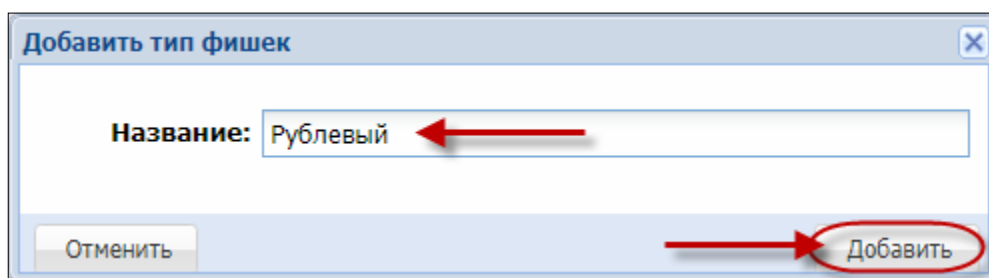 Добавить тип фишек
Название: Рублевый
Отменить Добавить